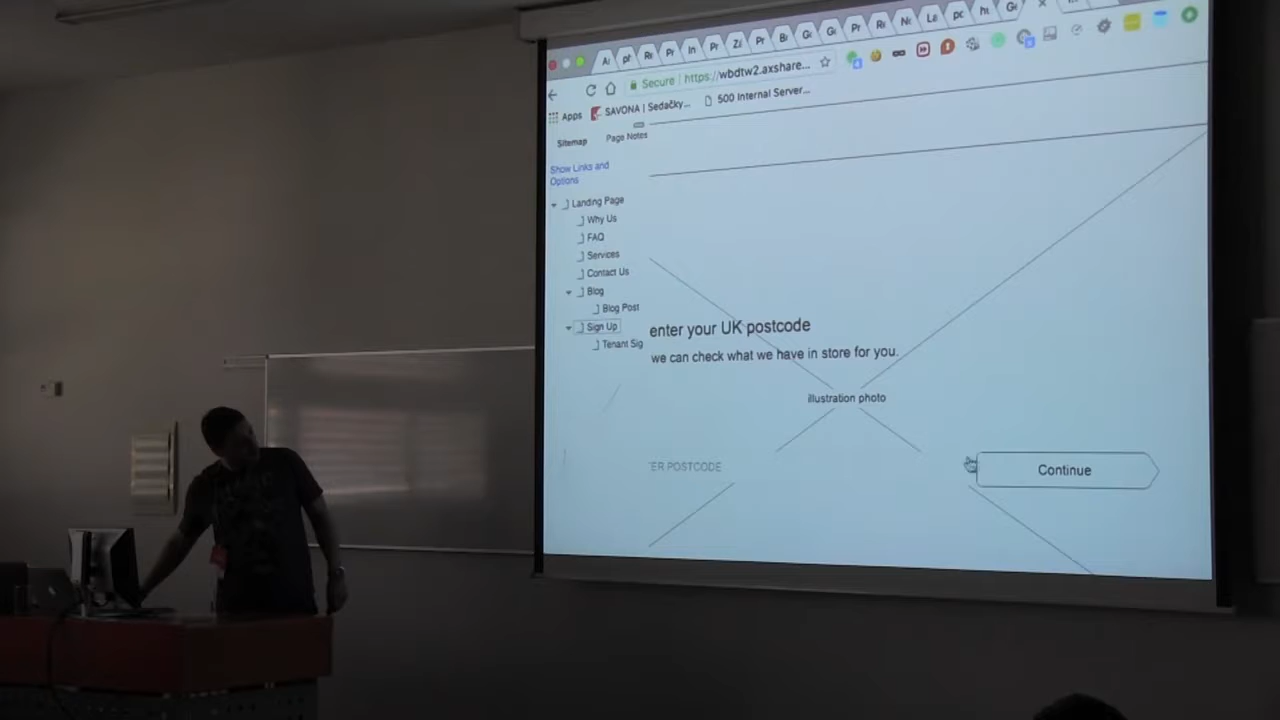 Secure | https://wbdtw2.axshare...
Apps SAVONA | Sedačky... 500 Internal Server...
Sitemap Page Notes
Show Links and
Options
Landing Page
Why Us
FAQ
Services
Contact Us
Blog
Blog Post
Sign Up
Tenant Sig
enter your UK postcode
we can check what we have in store for you.
illustration photo
ER POSTCODE
Continue